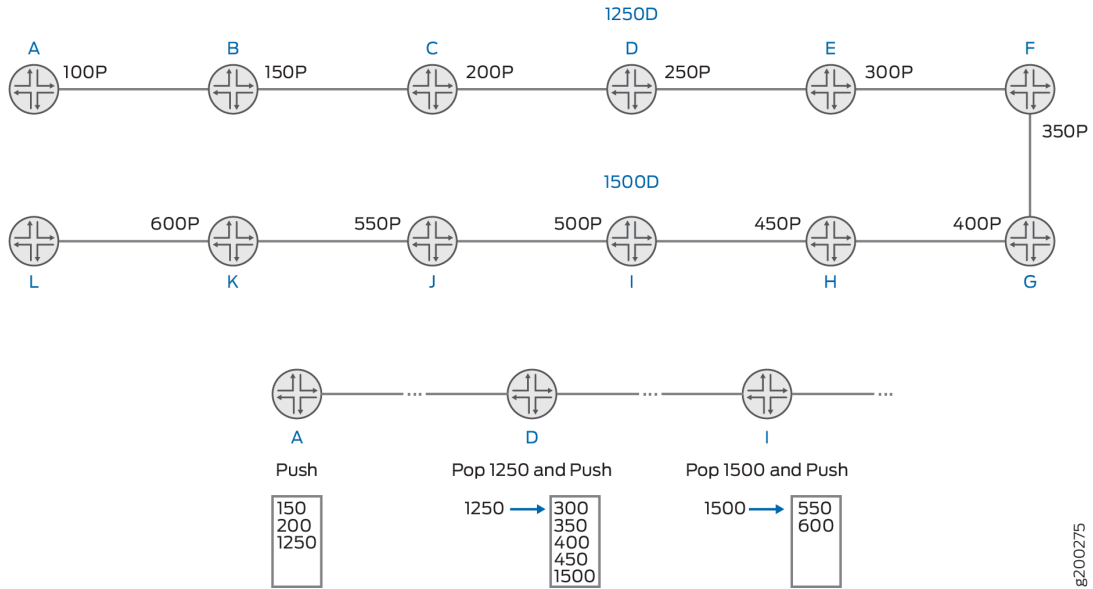 1250D
A B C D E F
100P 150P 200P 250P 300P
350P
1500D
600P 550P 500P 450P 400P
L K J I H G
A D I
Push Pop 1250 and Push Pop 1500 and Push
150 1250 300 1500 550
200 350 600
1250 400
450
1500
g200275